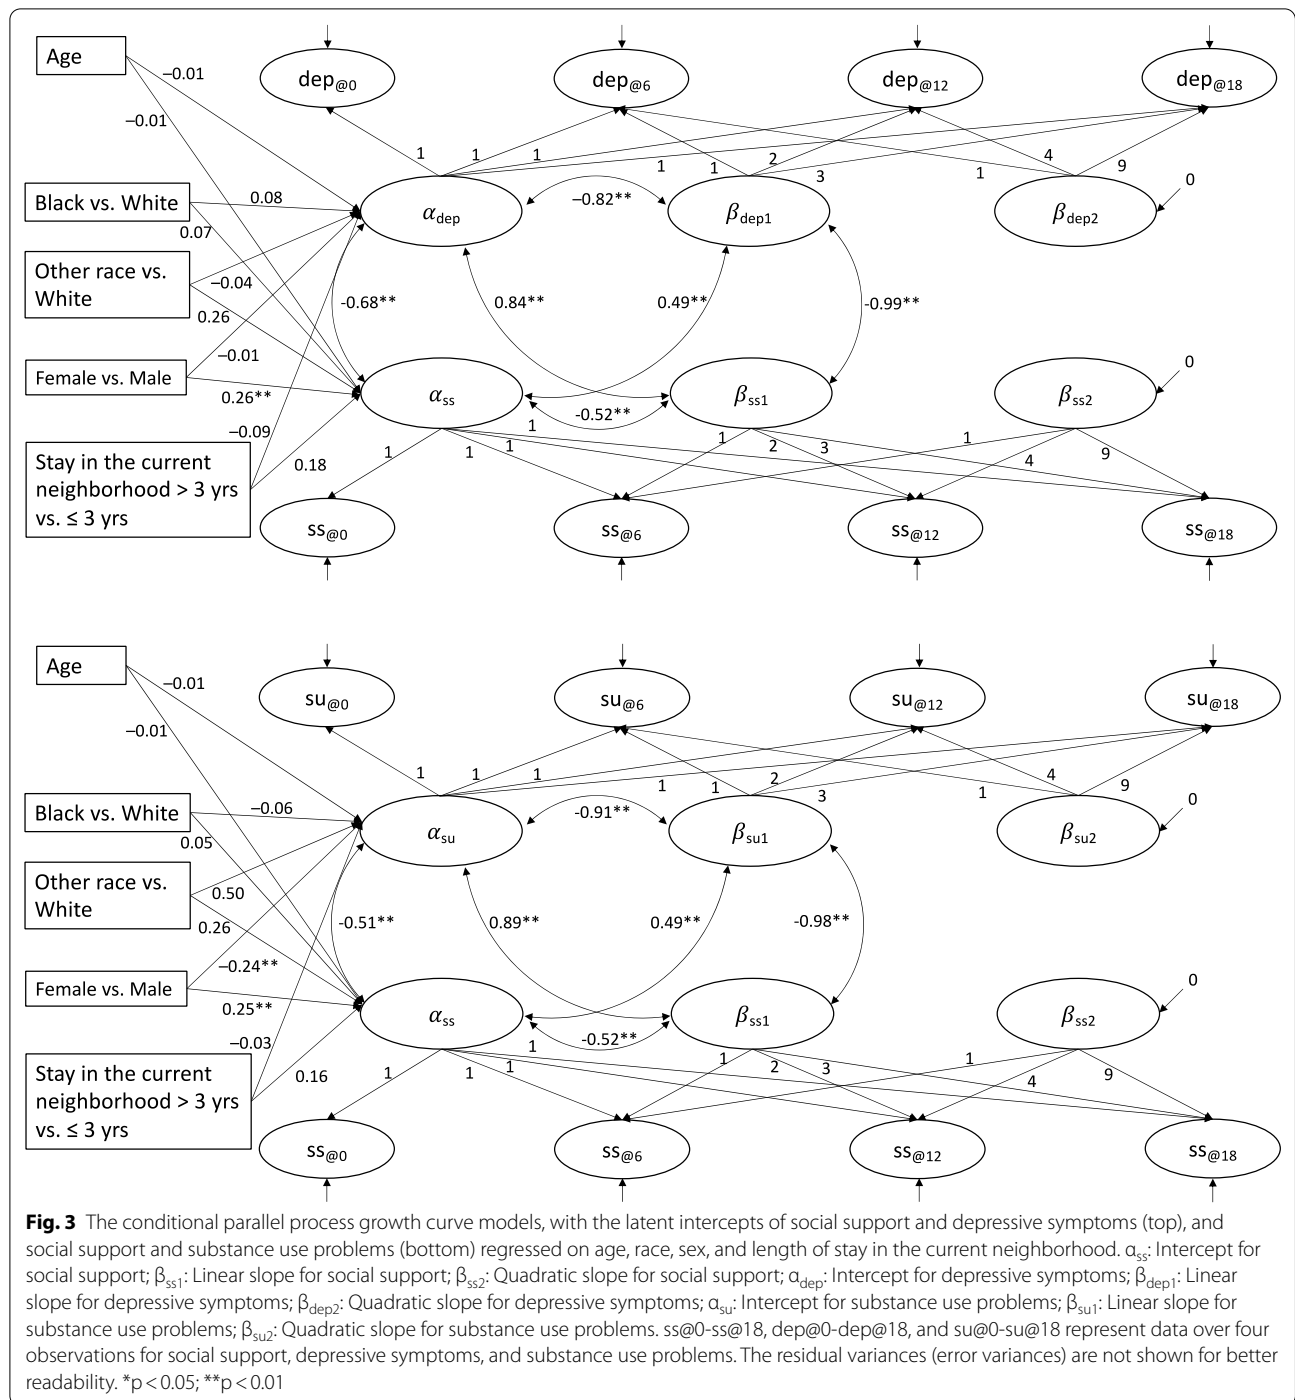 Age
dep@0
dep@6
dep@12
dep@18
–0.01
–0.01
1
1
1
1
1
2
3
1
4
9
Black vs. White
0.08
0.07
αdep
–0.82**
βdep1
βdep2
0
Other race vs.
White
–0.04
0.26
-0.68**
0.84**
0.49**
-0.99**
Female vs. Male
–0.01
0.26**
αss
-0.52**
βss1
βss2
0
–0.09
Stay in the current
neighborhood > 3 yrs
vs. ≤ 3 yrs
0.18
1
1
1
1
1
2
3
1
4
9
ss@0
ss@6
ss@12
ss@18
Age
su@0
su@6
su@12
su@18
–0.01
–0.01
1
1
1
1
1
2
3
1
4
9
Black vs. White
–0.06
0.05
αsu
-0.91**
βsu1
βsu2
0
Other race vs.
White
0.50
0.26
-0.51**
0.89**
0.49**
-0.98**
Female vs. Male
–0.24**
0.25**
αss
-0.52**
βss1
βss2
0
–0.03
Stay in the current
neighborhood > 3 yrs
vs. ≤ 3 yrs
0.16
1
1
1
1
1
2
3
1
4
9
ss@0
ss@6
ss@12
ss@18
Fig. 3 The conditional parallel process growth curve models, with the latent intercepts of social support and depressive symptoms (top), and
social support and substance use problems (bottom) regressed on age, race, sex, and length of stay in the current neighborhood. αss: Intercept for
social support; βss1: Linear slope for social support; βss2: Quadratic slope for social support; αdep: Intercept for depressive symptoms; βdep1: Linear
slope for depressive symptoms; βdep2: Quadratic slope for depressive symptoms; αsu: Intercept for substance use problems; βsu1: Linear slope for
substance use problems; βsu2: Quadratic slope for substance use problems. ss@0-ss@18, dep@0-dep@18, and su@0-su@18 represent data over four
observations for social support, depressive symptoms, and substance use problems. The residual variances (error variances) are not shown for better
readability. *p < 0.05; **p < 0.01